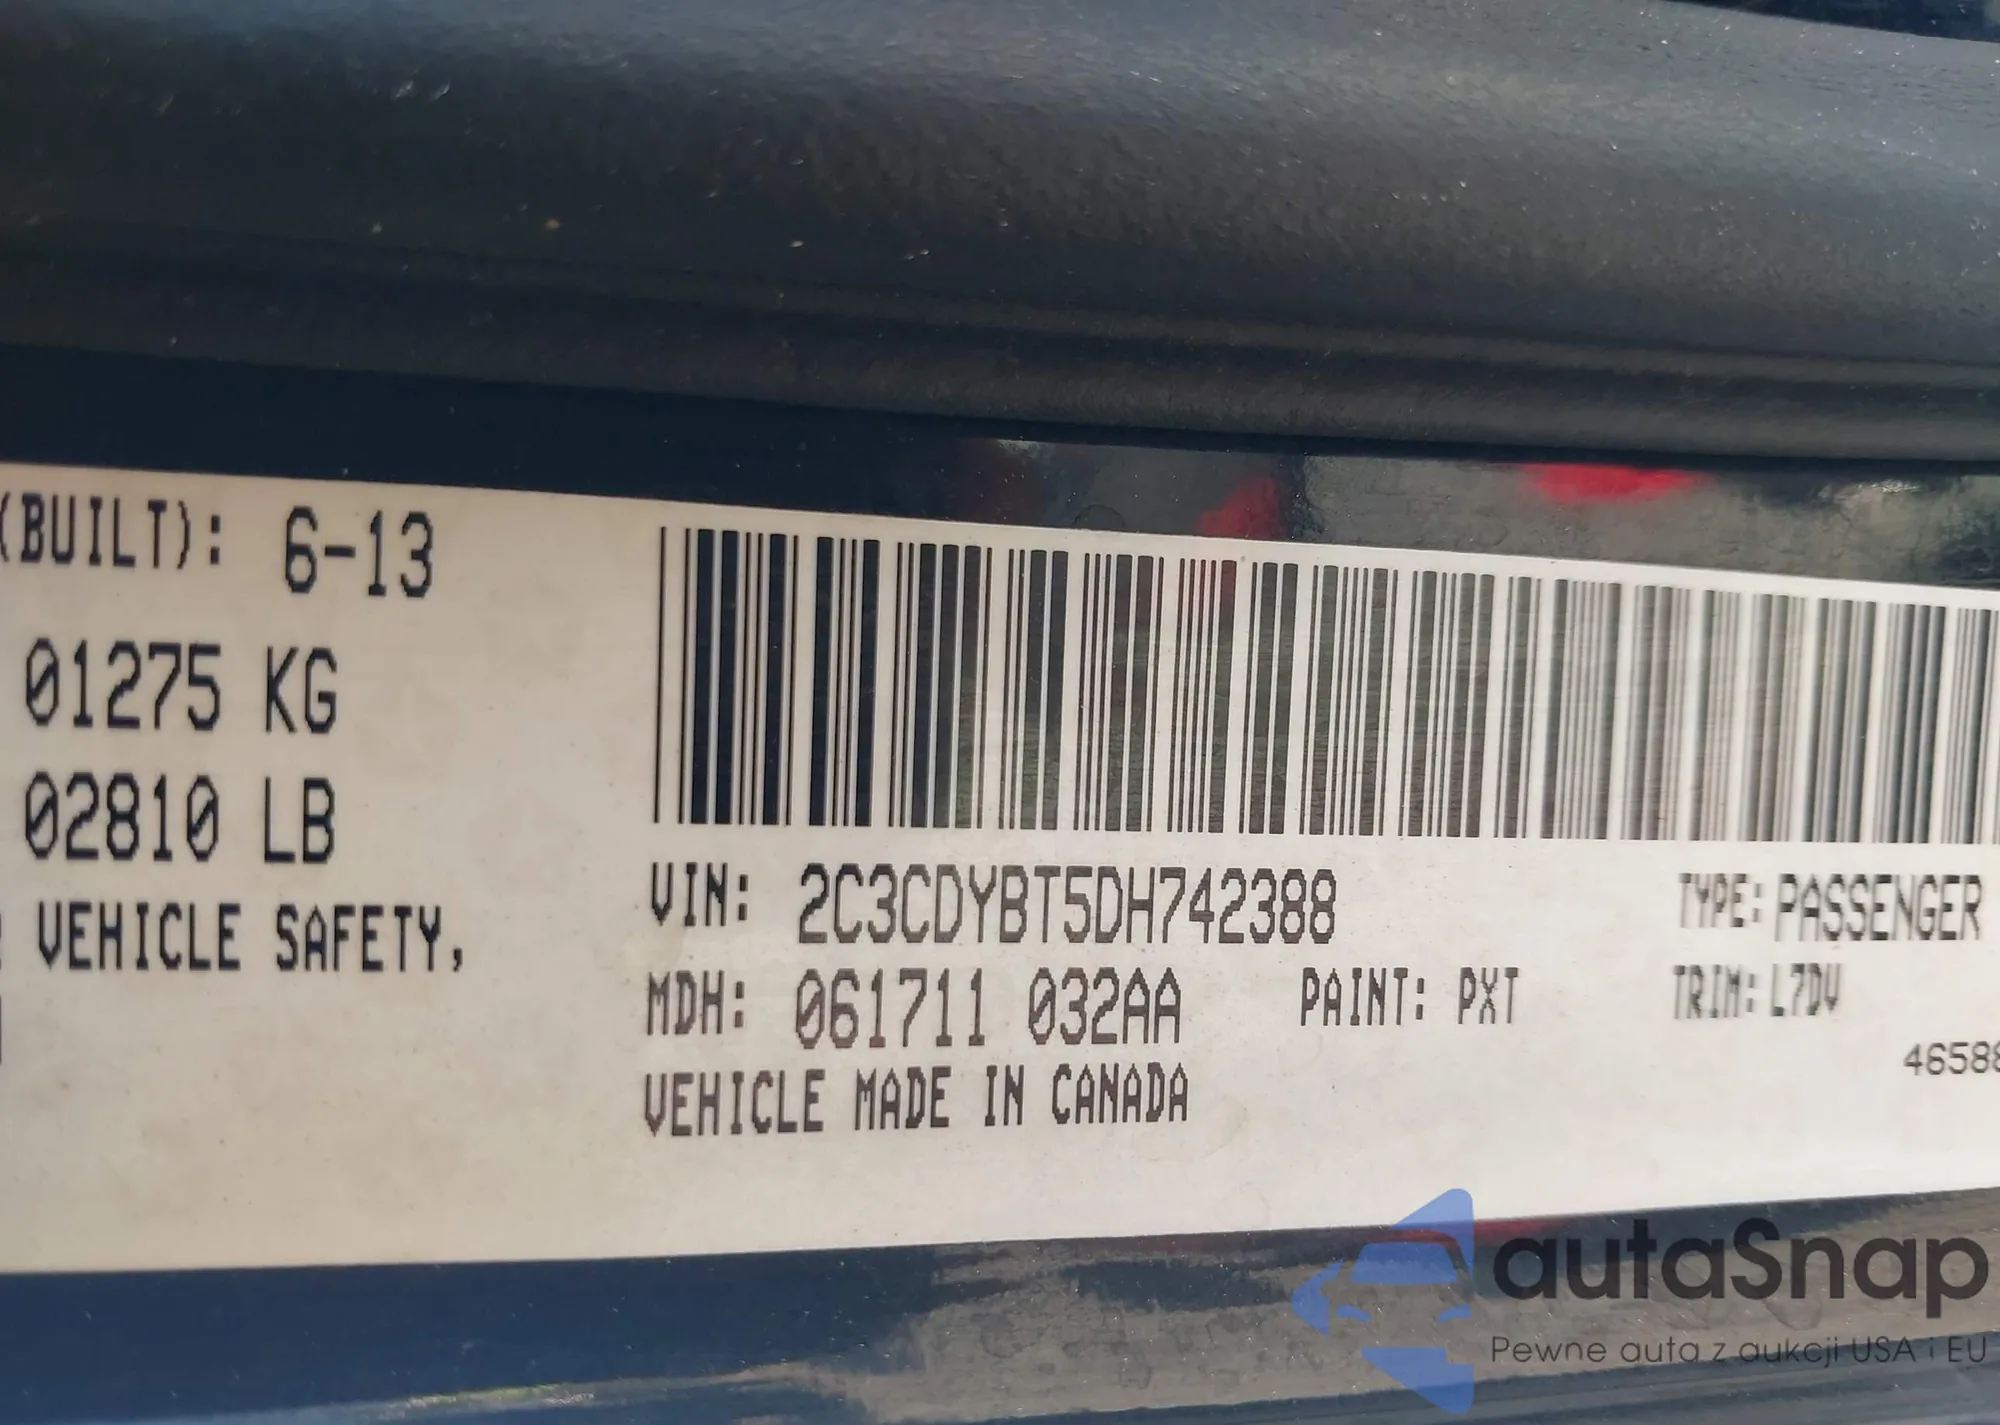 (BUILT): 6-13
01275 KG
02810 LB
VEHICLE SAFETY,
VIN: 2C3CDYBT5DH742388
TYPE: PASSENGER
MDH: 061711 032AA
PAINT: PXT
TRIM: L7DV
VEHICLE MADE IN CANADA
46588
autaSnap
Pewne auta z aukcji USA i EU